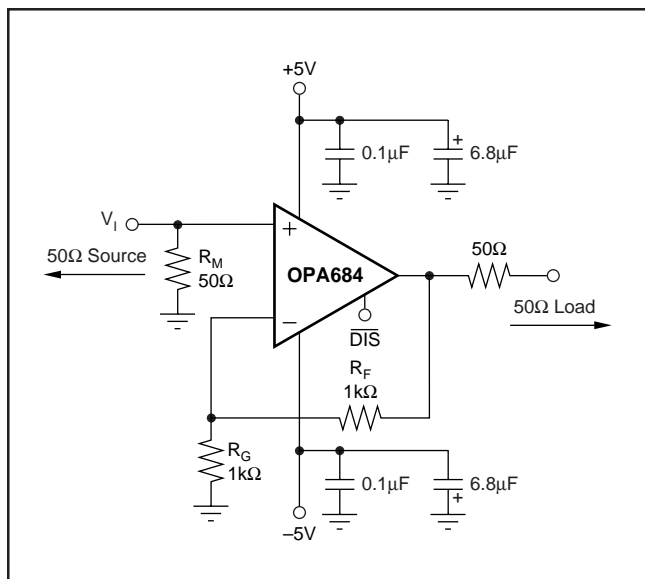 +5V
0.1µF
+
6.8µF
V_I
50Ω Source
R_M
50Ω
+
OPA684
–
D̅I̅S̅
50Ω
50Ω Load
R_F
1kΩ
R_G
1kΩ
0.1µF
6.8µF
+
–5V